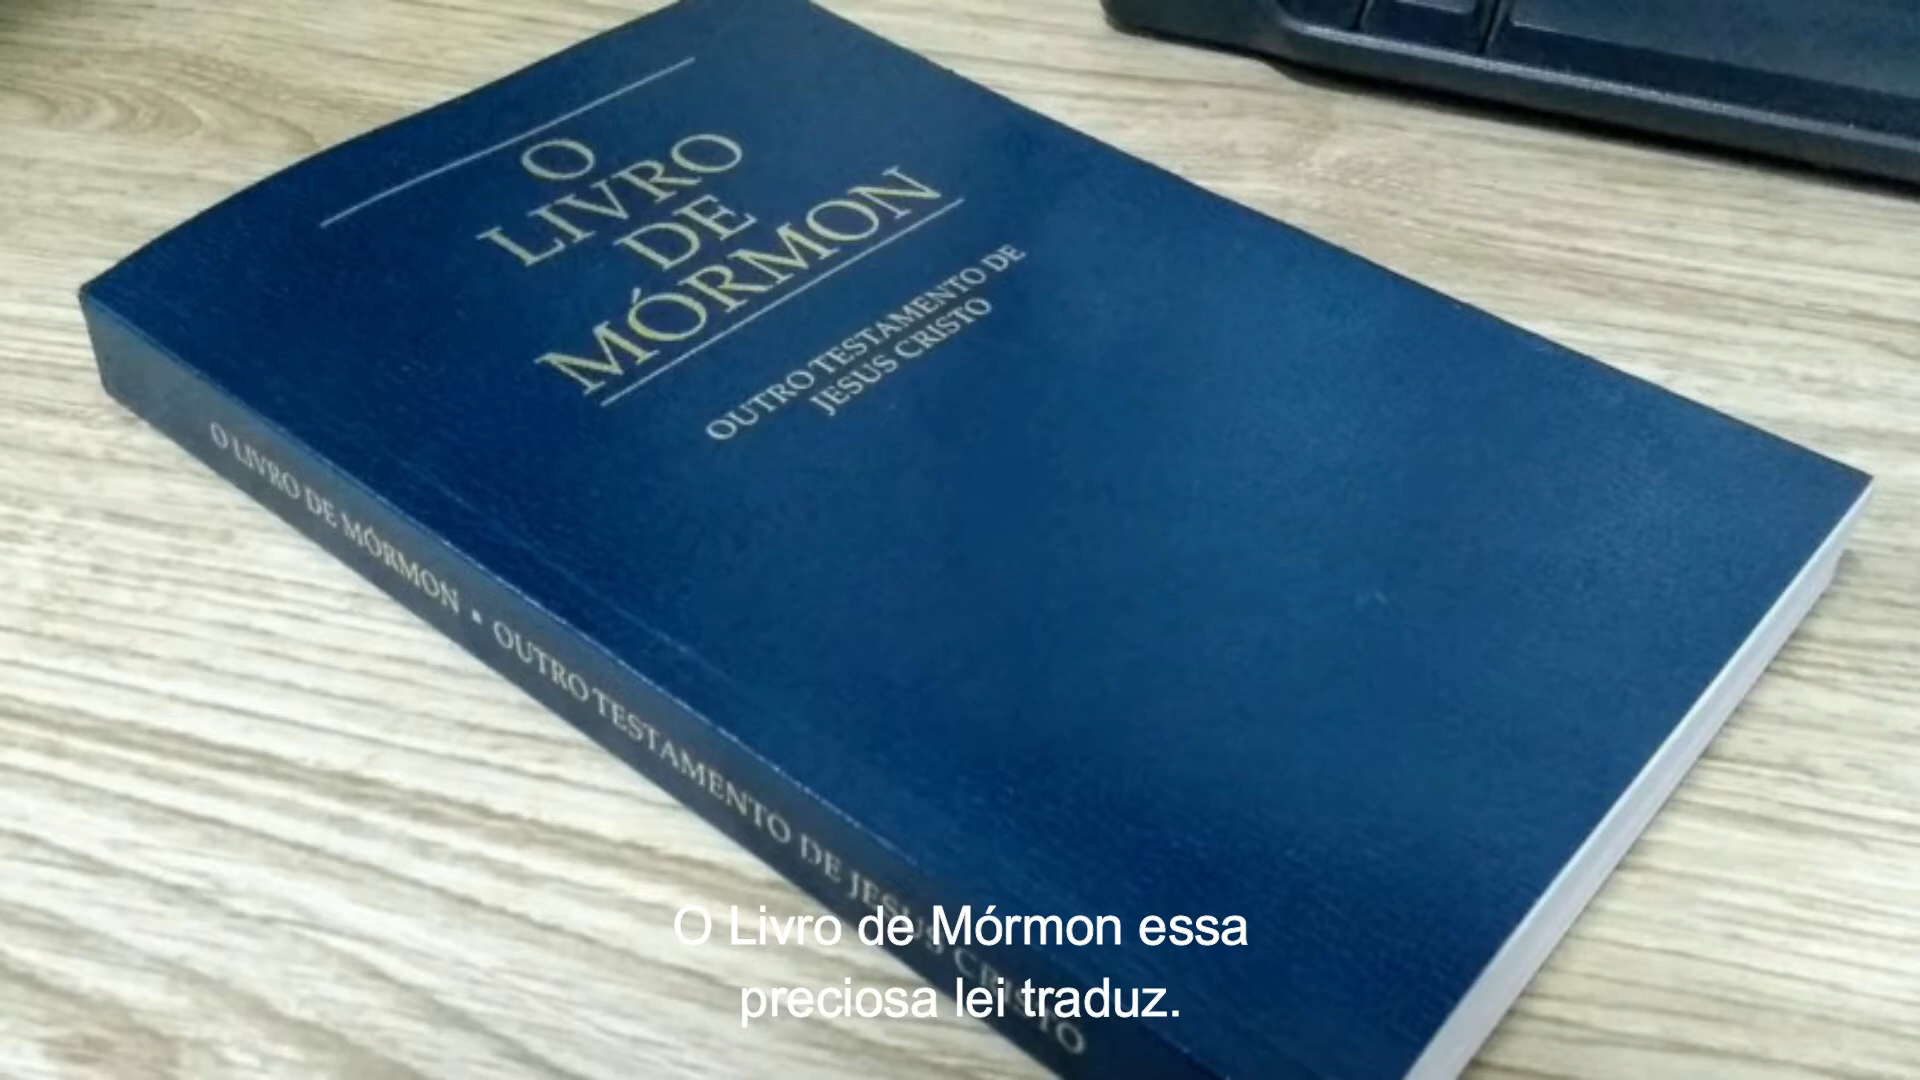 O
LIVRO
DE
MÓRMON
OUTRO TESTAMENTO DE
JESUS CRISTO
O LIVRO DE MÓRMON • OUTRO TESTAMENTO DE JESUS CRISTO
O Livro de Mórmon essa
preciosa lei traduz.